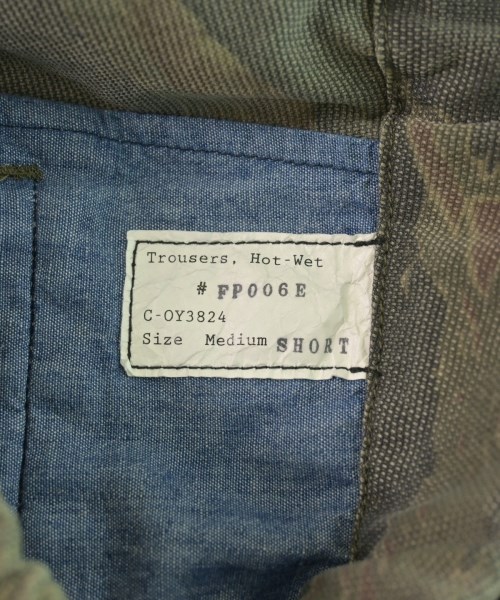 Trousers, Hot-Wet
# FP006E
C-OY3824
Size Medium SHORT